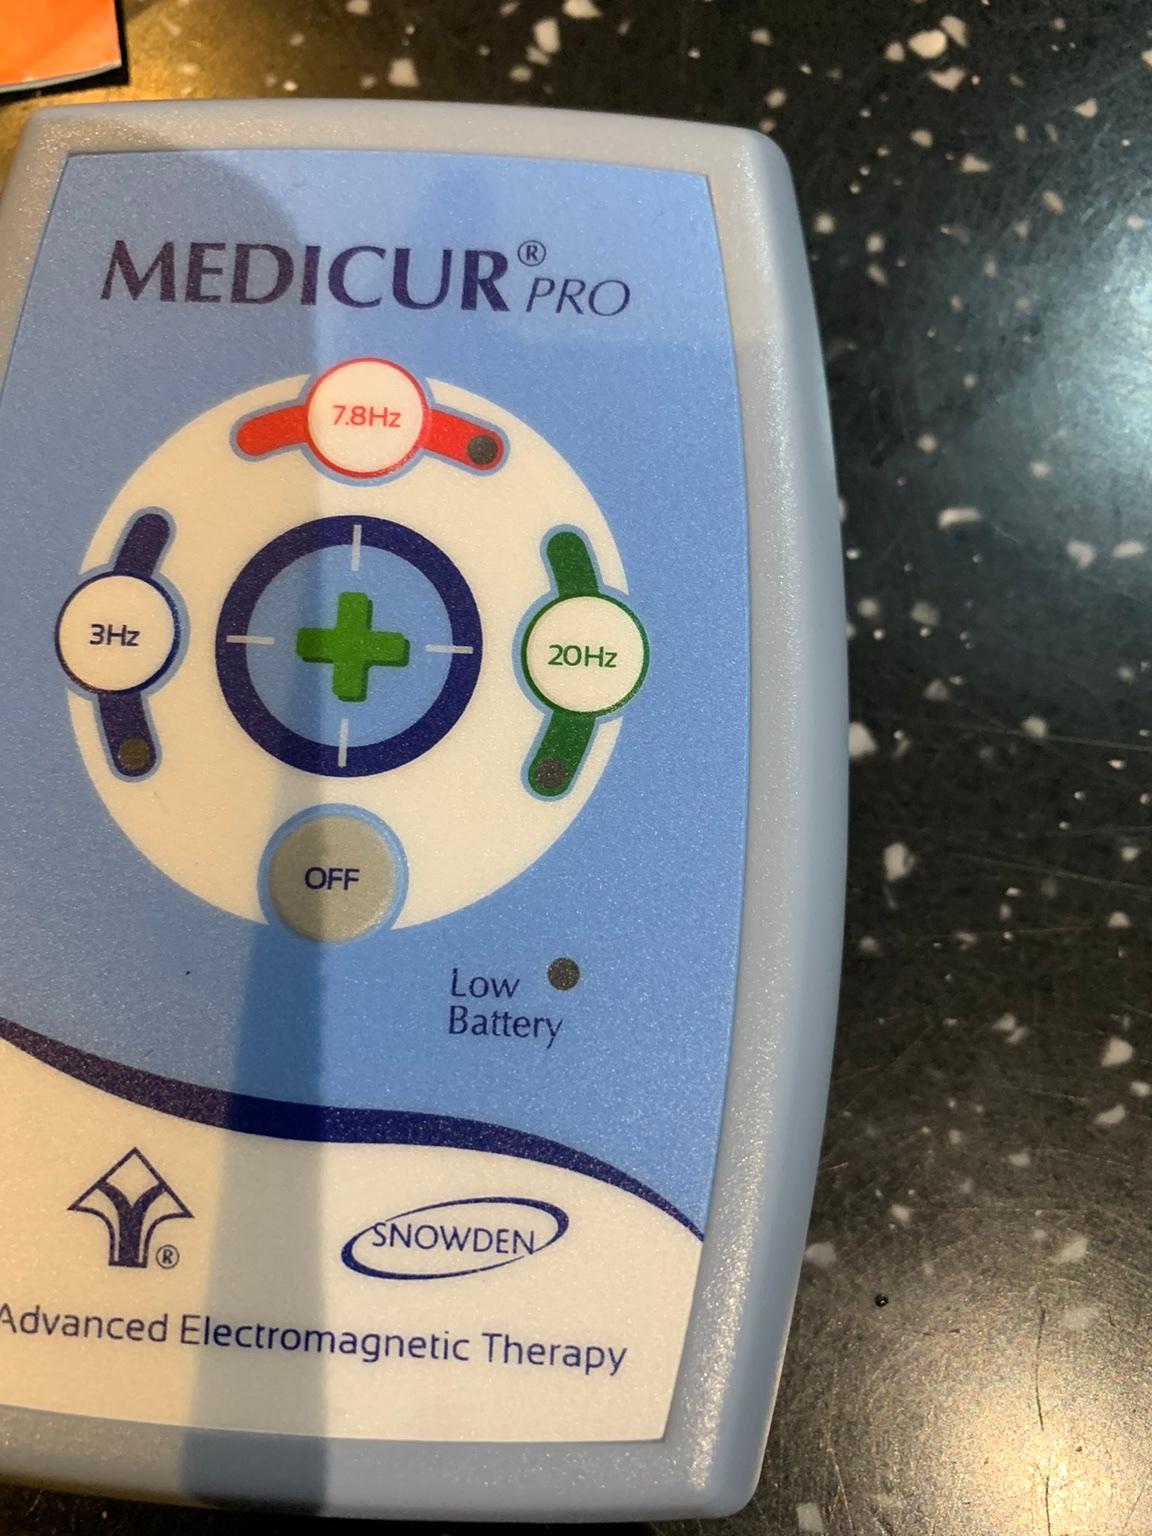 MEDICUR® PRO
7.8Hz
3Hz
20Hz
OFF
Low
Battery
®
SNOWDEN
Advanced Electromagnetic Therapy